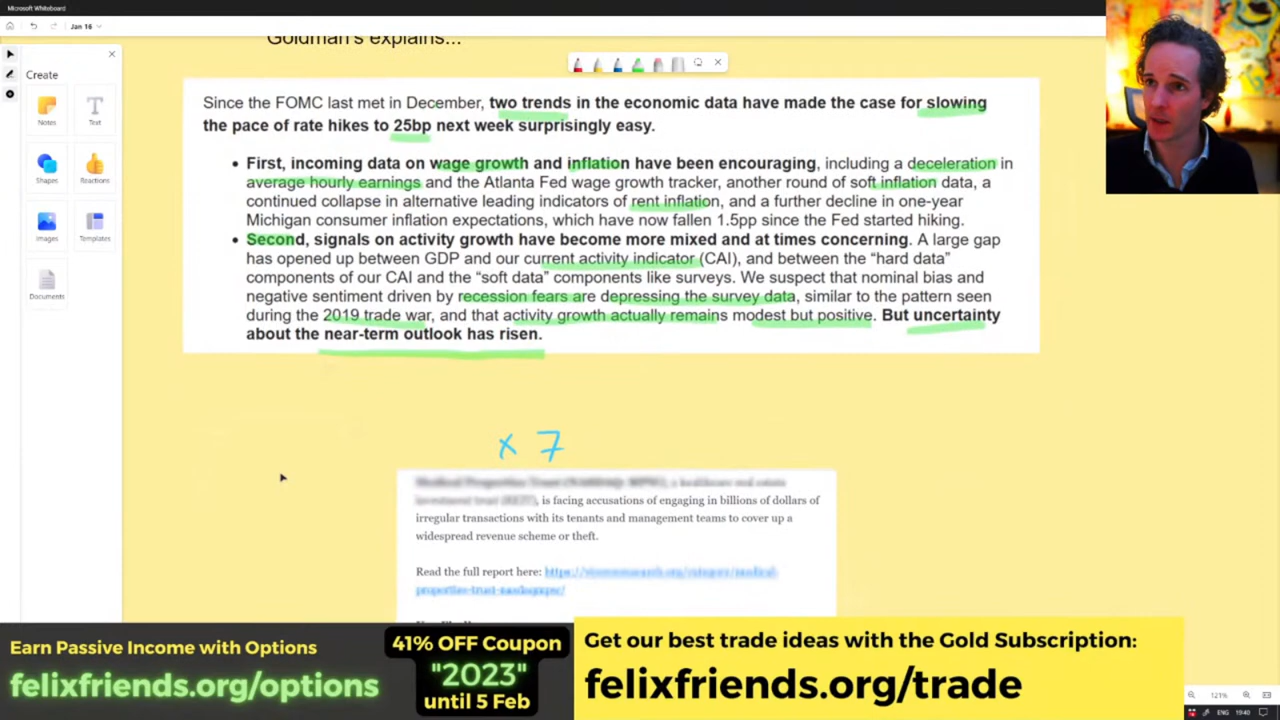 Microsoft Whiteboard
Jan 16
Goldman's explains...
Create
Notes
Text
Shapes
Reactions
Images
Templates
Documents
Since the FOMC last met in December, two trends in the economic data have made the case for slowing
the pace of rate hikes to 25bp next week surprisingly easy.
• First, incoming data on wage growth and inflation have been encouraging, including a deceleration in
average hourly earnings and the Atlanta Fed wage growth tracker, another round of soft inflation data, a
continued collapse in alternative leading indicators of rent inflation, and a further decline in one-year
Michigan consumer inflation expectations, which have now fallen 1.5pp since the Fed started hiking.
• Second, signals on activity growth have become more mixed and at times concerning. A large gap
has opened up between GDP and our current activity indicator (CAI), and between the “hard data”
components of our CAI and the “soft data” components like surveys. We suspect that nominal bias and
negative sentiment driven by recession fears are depressing the survey data, similar to the pattern seen
during the 2019 trade war, and that activity growth actually remains modest but positive. But uncertainty
about the near-term outlook has risen.
x 7
is facing accusations of engaging in billions of dollars of
irregular transactions with its tenants and management teams to cover up a
widespread revenue scheme or theft.
Read the full report here:
Earn Passive Income with Options
felixfriends.org/options
41% OFF Coupon
"2023"
until 5 Feb
Get our best trade ideas with the Gold Subscription:
felixfriends.org/trade
121%
ENG
19:40